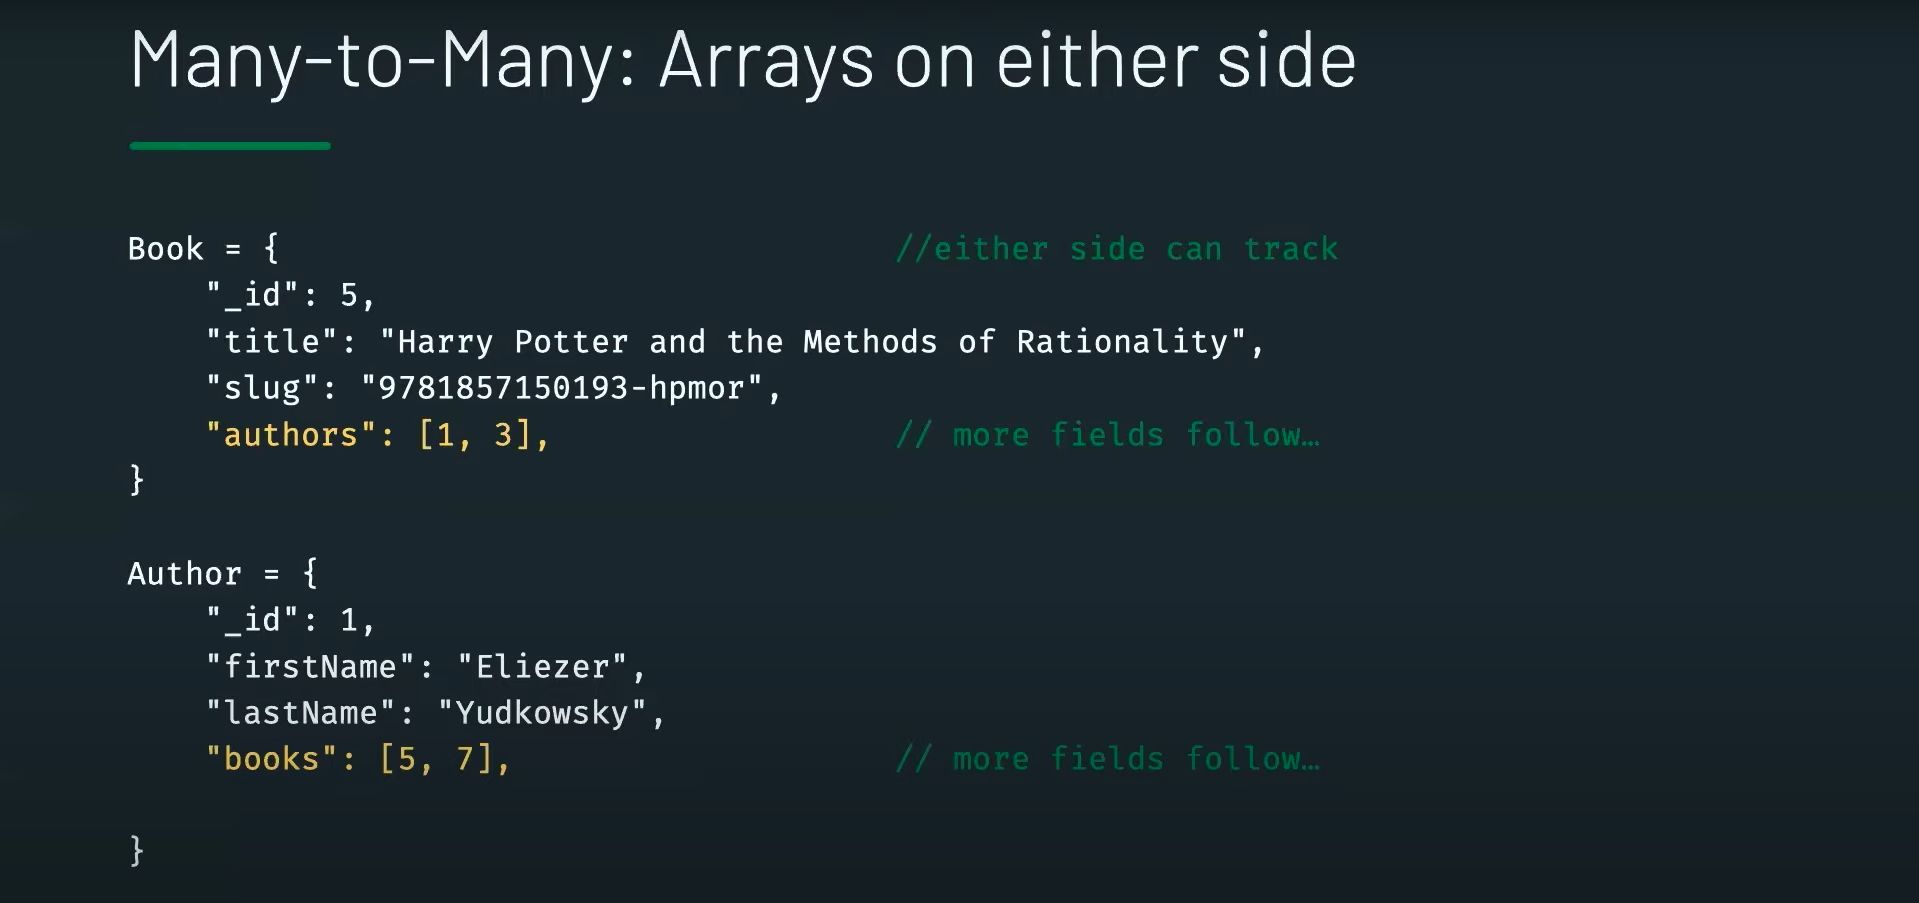 Many-to-Many: Arrays on either side
Book = { //either side can track
"_id": 5,
"title": "Harry Potter and the Methods of Rationality",
"slug": "9781857150193-hpmor",
"authors": [1, 3], // more fields follow…
}
Author = {
"_id": 1,
"firstName": "Eliezer",
"lastName": "Yudkowsky",
"books": [5, 7], // more fields follow…
}